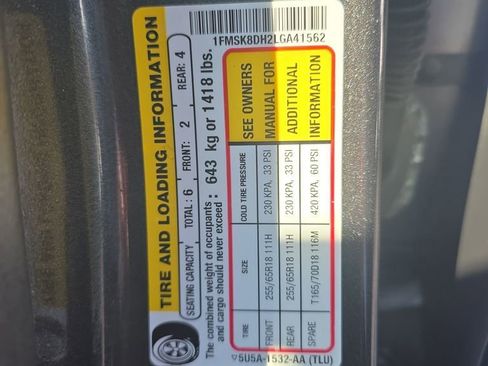 1FMSK8DH2LGA41562
TIRE AND LOADING INFORMATION
SEATING CAPACITY TOTAL: 6 FRONT: 2 REAR: 4
The combined weight of occupants
and cargo should never exceed : 643 kg or 1418 lbs.
TIRE SIZE COLD TIRE PRESSURE
FRONT 255/65R18 111H 230 KPA, 33 PSI
REAR 255/65R18 111H 230 KPA, 33 PSI
SPARE T165/70D18 116M 420 KPA, 60 PSI
SEE OWNERS
MANUAL FOR
ADDITIONAL
INFORMATION
5U5A-1532-AA (TLU)